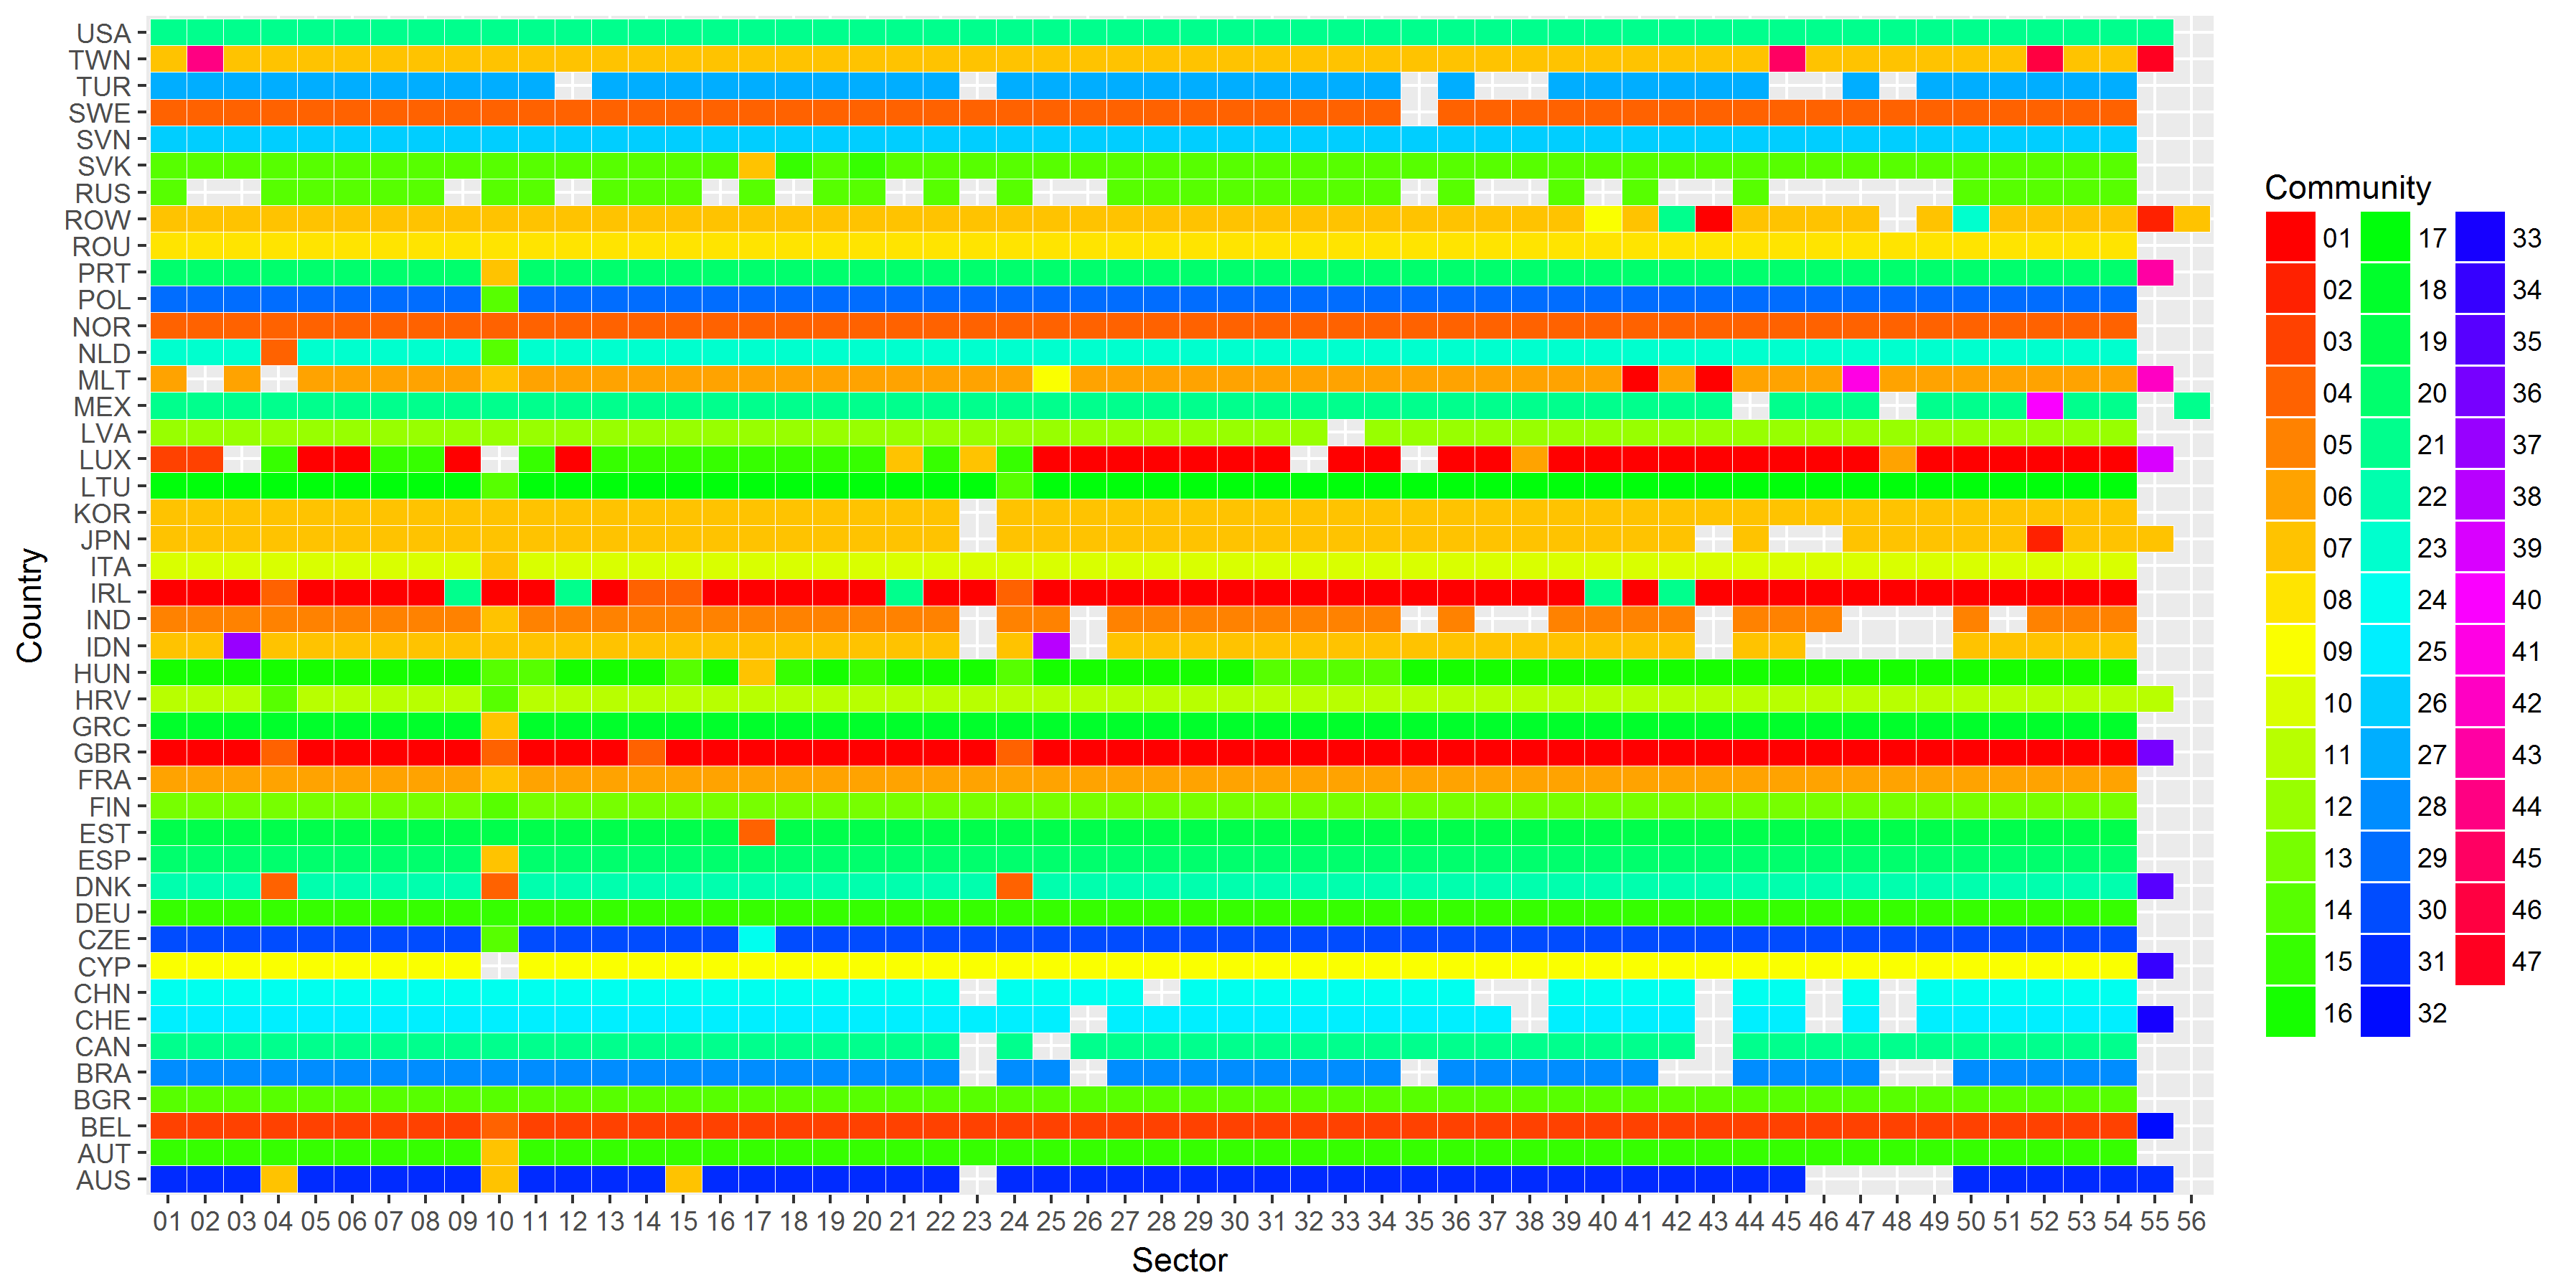 Country
USA
TWN
TUR
SWE
SVN
SVK
RUS
ROW
ROU
PRT
POL
NOR
NLD
MLT
MEX
LVA
LUX
LTU
KOR
JPN
ITA
IRL
IND
IDN
HUN
HRV
GRC
GBR
FRA
FIN
EST
ESP
DNK
DEU
CZE
CYP
CHN
CHE
CAN
BRA
BGR
BEL
AUT
AUS
01 02 03 04 05 06 07 08 09 10 11 12 13 14 15 16 17 18 19 20 21 22 23 24 25 26 27 28 29 30 31 32 33 34 35 36 37 38 39 40 41 42 43 44 45 46 47 48 49 50 51 52 53 54 55 56
Sector
Community
01 17 33
02 18 34
03 19 35
04 20 36
05 21 37
06 22 38
07 23 39
08 24 40
09 25 41
10 26 42
11 27 43
12 28 44
13 29 45
14 30 46
15 31 47
16 32